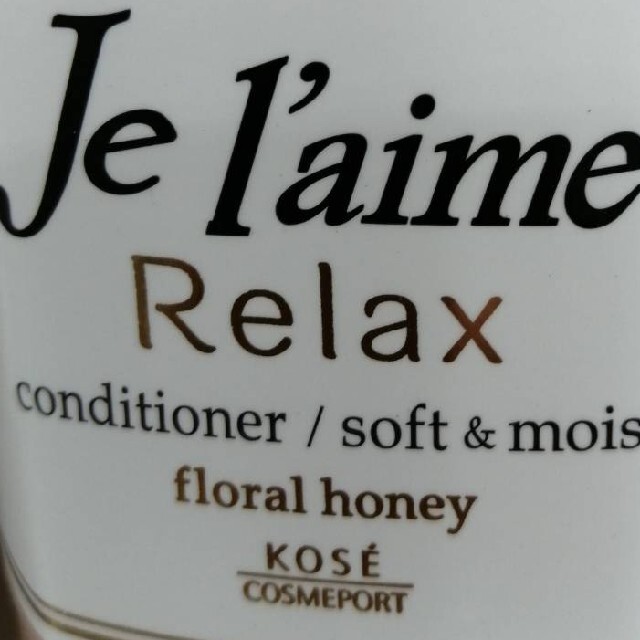 Je l'aime
Relax
conditioner / soft & mois
floral honey
KOSÉ
COSMEPORT